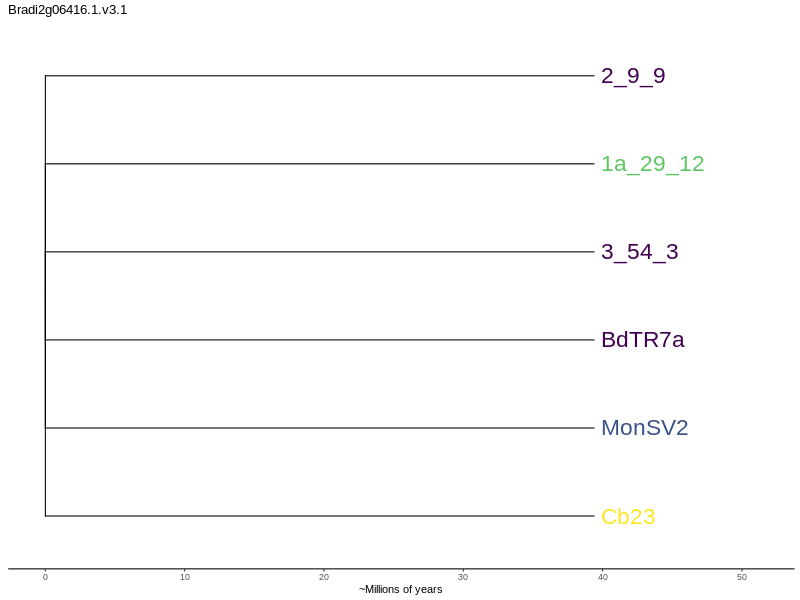 Bradi2g06416.1.v3.1
2_9_9
1a_29_12
3_54_3
BdTR7a
MonSV2
Cb23
0 10 20 30 40 50
~Millions of years